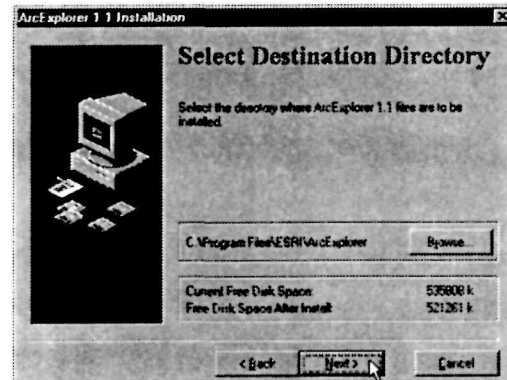 ArcExplorer 1.1 Installation
Select Destination Directory
Select the directory where ArcExplorer 1.1 files are to be
installed.
C:\Program Files\ESRI\ArcExplorer
Browse...
Current Free Disk Space: 535808 k
Free Disk Space After Install: 521261 k
< Back
Next >
Cancel